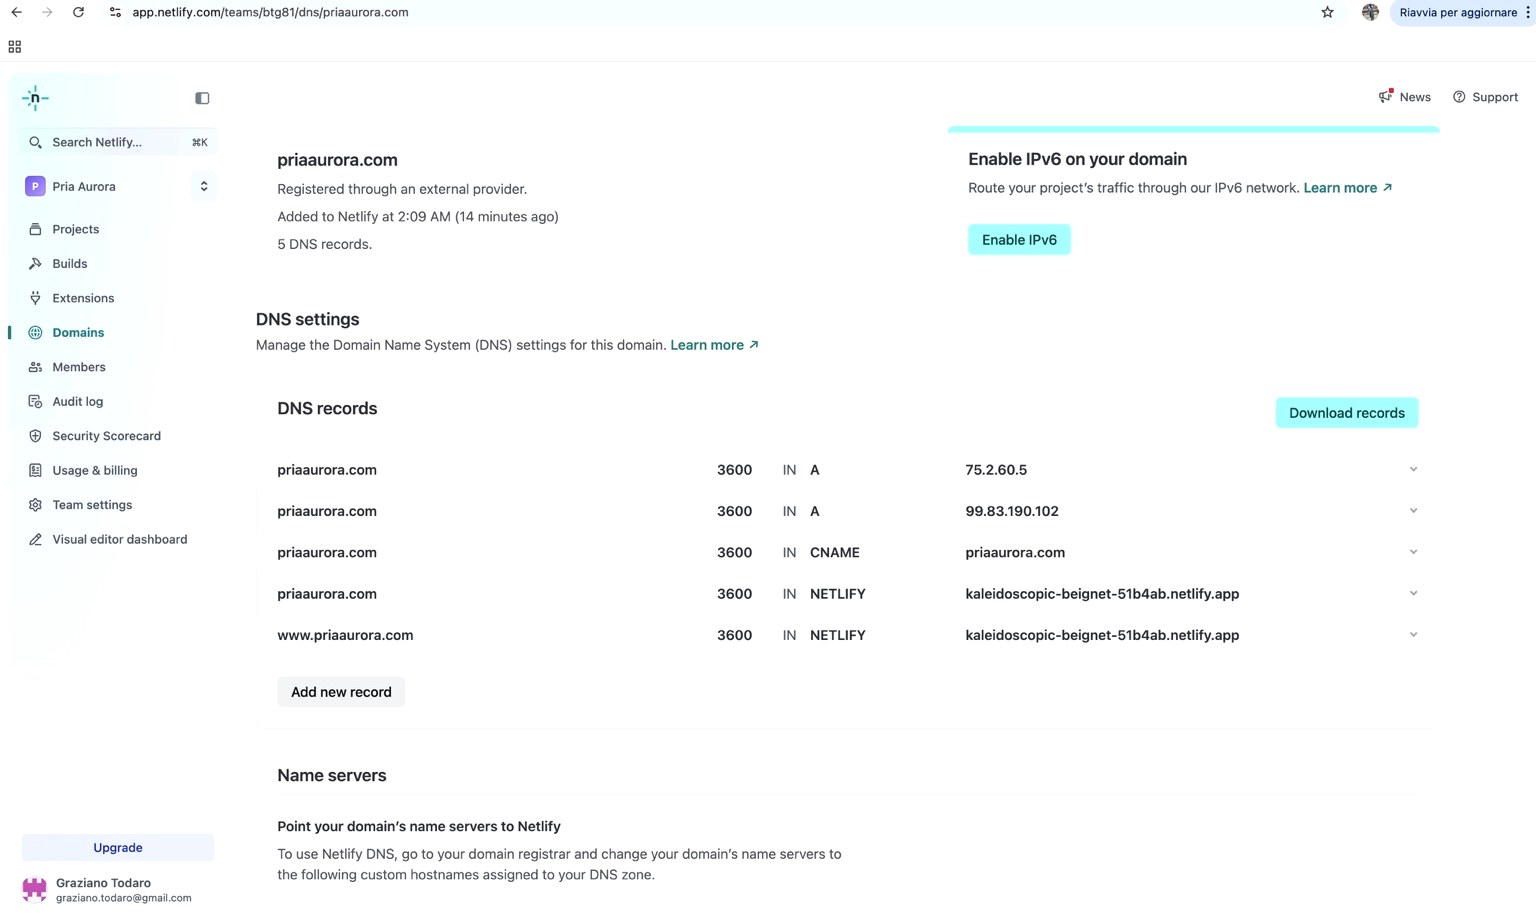 app.netlify.com/teams/btg81/dns/priaaurora.com
Riavvia per aggiornare
n
News
Support
Search Netlify...
⌘K
P
Pria Aurora
Projects
Builds
Extensions
Domains
Members
Audit log
Security Scorecard
Usage & billing
Team settings
Visual editor dashboard
Upgrade
Graziano Todaro
graziano.todaro@gmail.com
priaaurora.com
Registered through an external provider.
Added to Netlify at 2:09 AM (14 minutes ago)
5 DNS records.
Enable IPv6 on your domain
Route your project's traffic through our IPv6 network. Learn more ↗
Enable IPv6
DNS settings
Manage the Domain Name System (DNS) settings for this domain. Learn more ↗
DNS records
Download records
priaaurora.com 3600 IN A 75.2.60.5
priaaurora.com 3600 IN A 99.83.190.102
priaaurora.com 3600 IN CNAME priaaurora.com
priaaurora.com 3600 IN NETLIFY kaleidoscopic-beignet-51b4ab.netlify.app
www.priaaurora.com 3600 IN NETLIFY kaleidoscopic-beignet-51b4ab.netlify.app
Add new record
Name servers
Point your domain's name servers to Netlify
To use Netlify DNS, go to your domain registrar and change your domain's name servers to
the following custom hostnames assigned to your DNS zone.